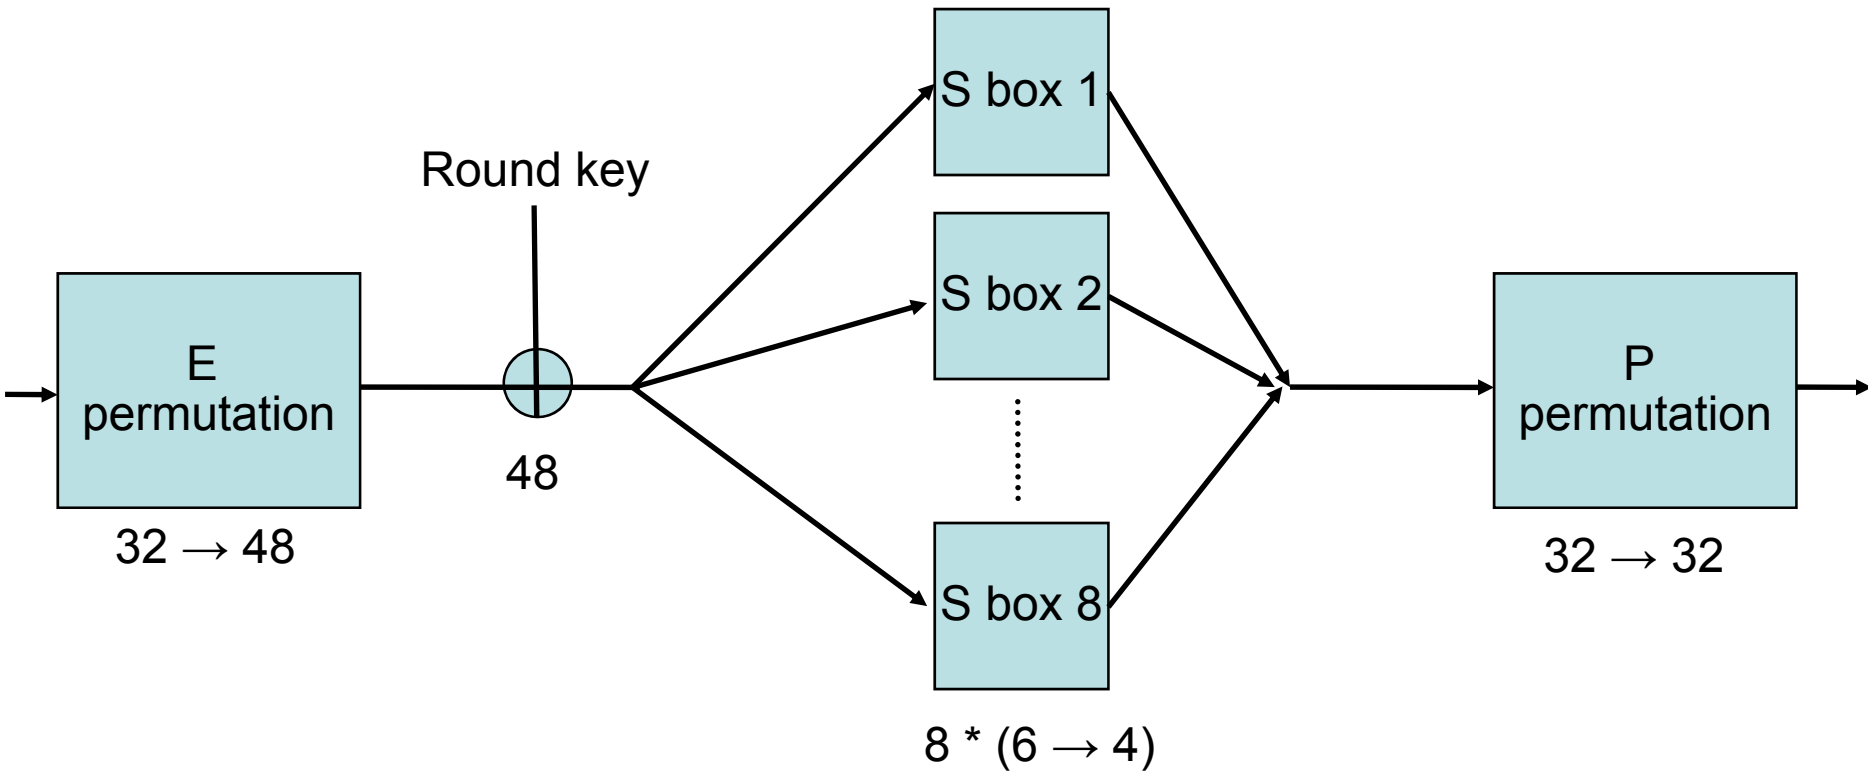 S box 1
Round key
S box 2
E
permutation
P
permutation
48
32 → 48
32 → 32
S box 8
8 * (6 → 4)